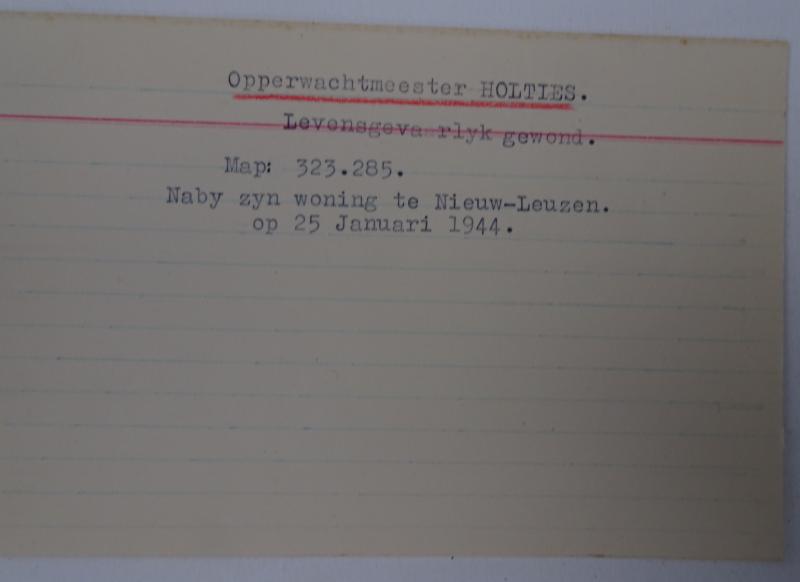 Opperwachtmeester HOLTIES.
Levensgevaarlyk gewond.
Map: 323.285.
Naby zyn woning te Nieuw-Leuzen.
op 25 Januari 1944.